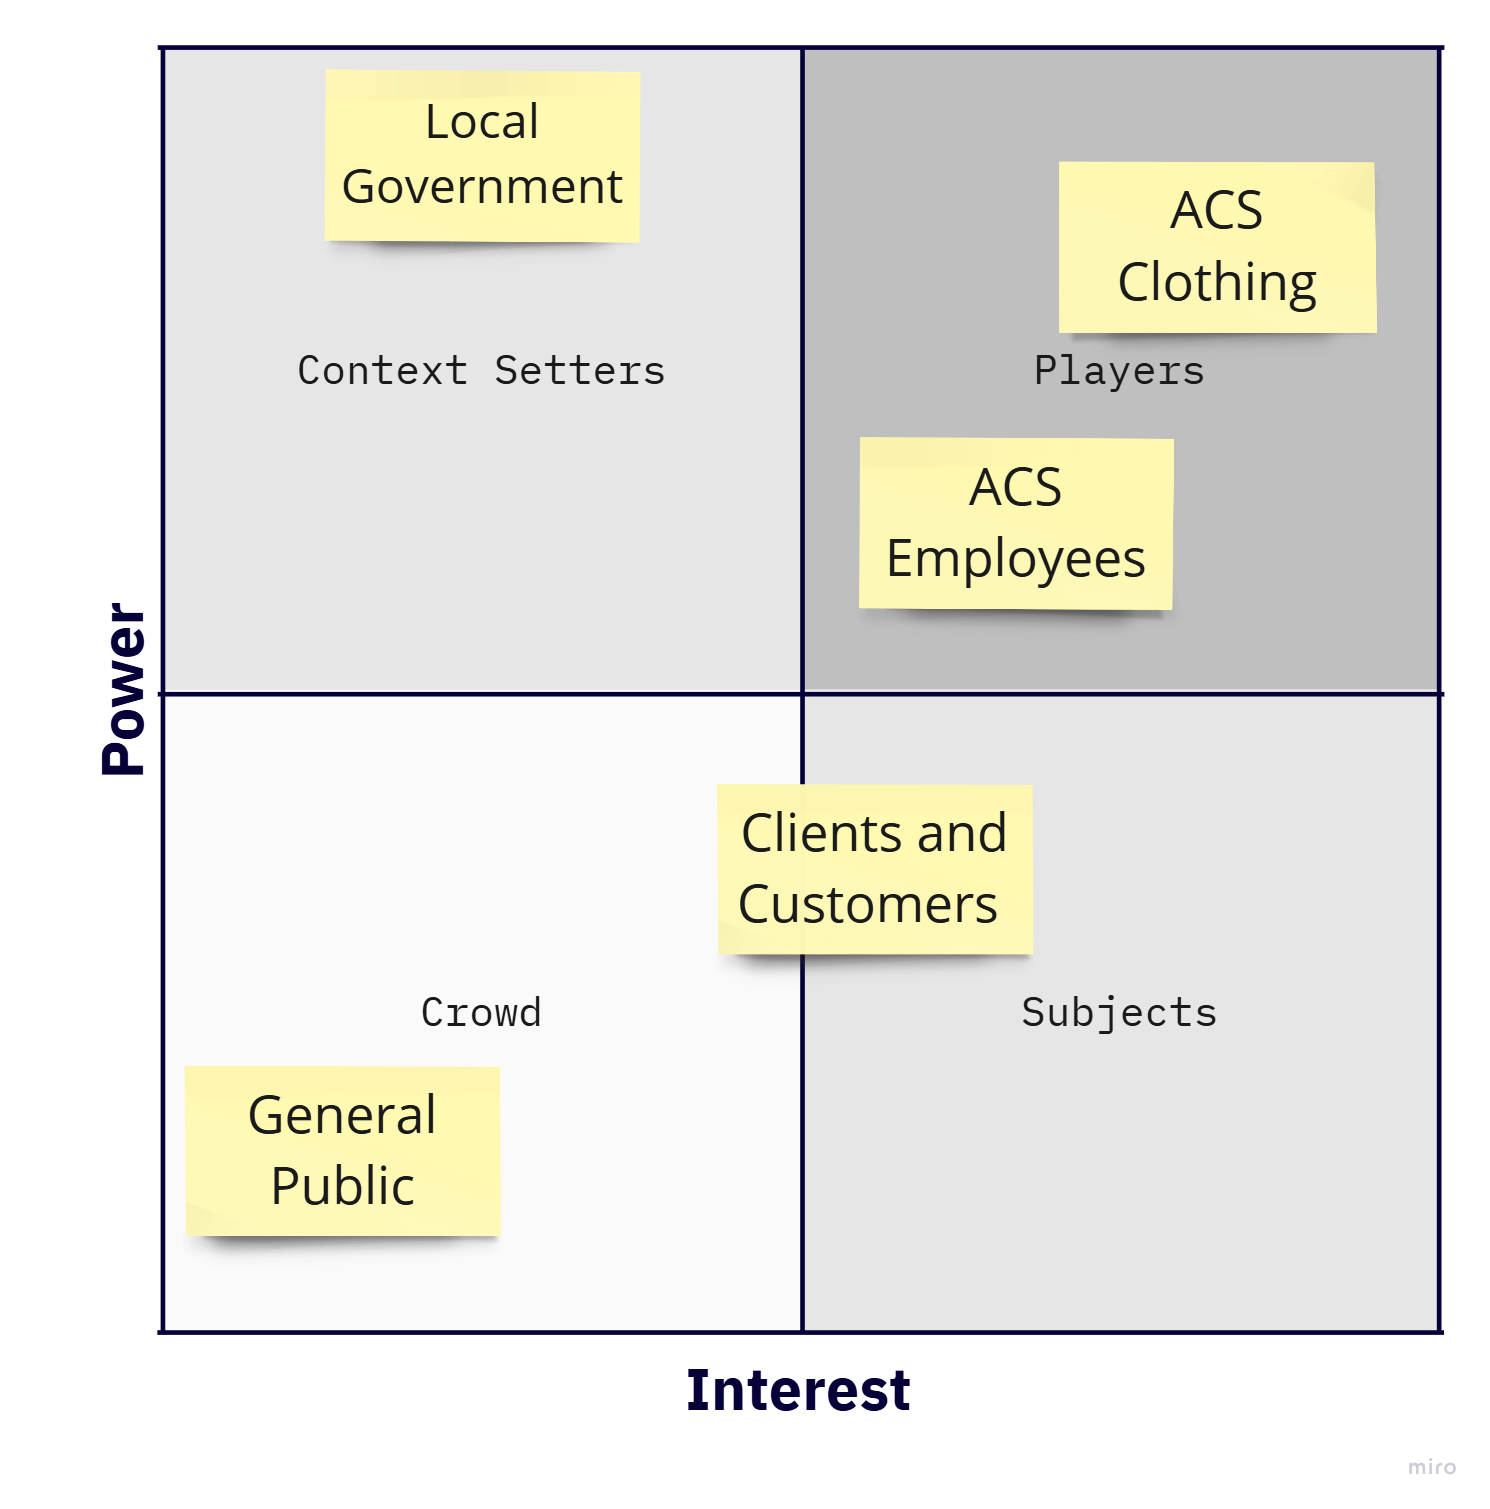 Local
Government
ACS
Clothing
Context Setters
Players
ACS
Employees
Power
Clients and
Customers
Crowd
Subjects
General
Public
Interest
miro